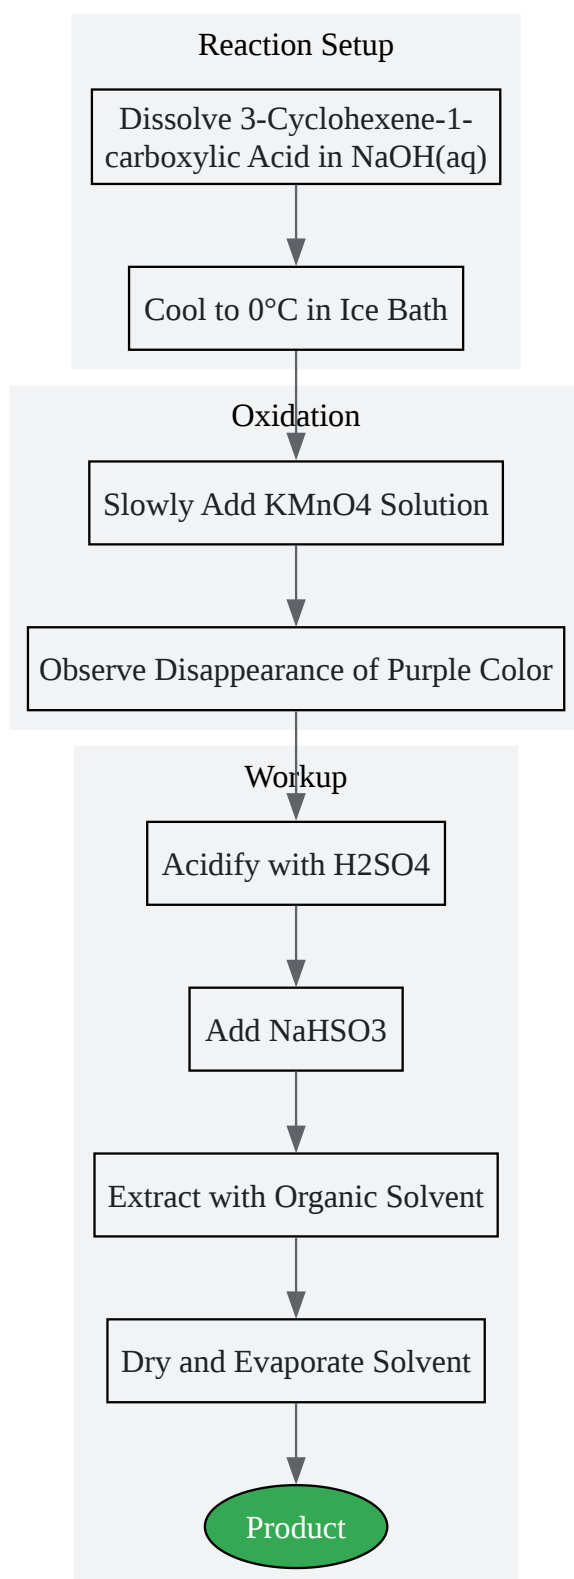 Reaction Setup
Dissolve 3-Cyclohexene-1-
carboxylic Acid in NaOH(aq)
Cool to 0°C in Ice Bath
Oxidation
Slowly Add KMnO4 Solution
Observe Disappearance of Purple Color
Workup
Acidify with H2SO4
Add NaHSO3
Extract with Organic Solvent
Dry and Evaporate Solvent
Product